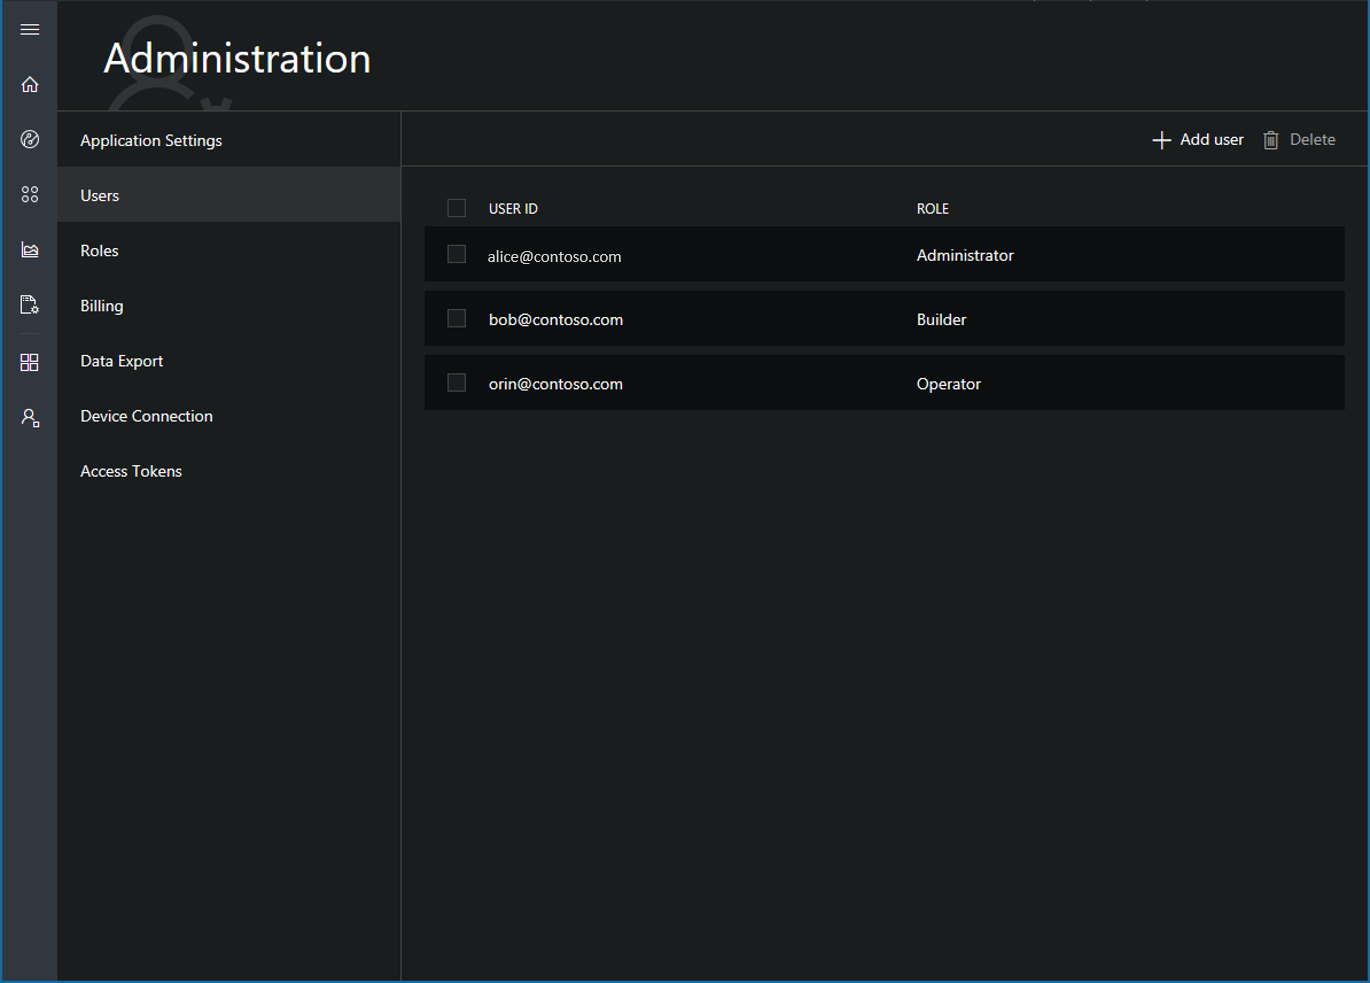 Administration
Application Settings
Users
Roles
Billing
Data Export
Device Connection
Access Tokens
Add user Delete
USER ID ROLE
alice@contoso.com Administrator
bob@contoso.com Builder
orin@contoso.com Operator